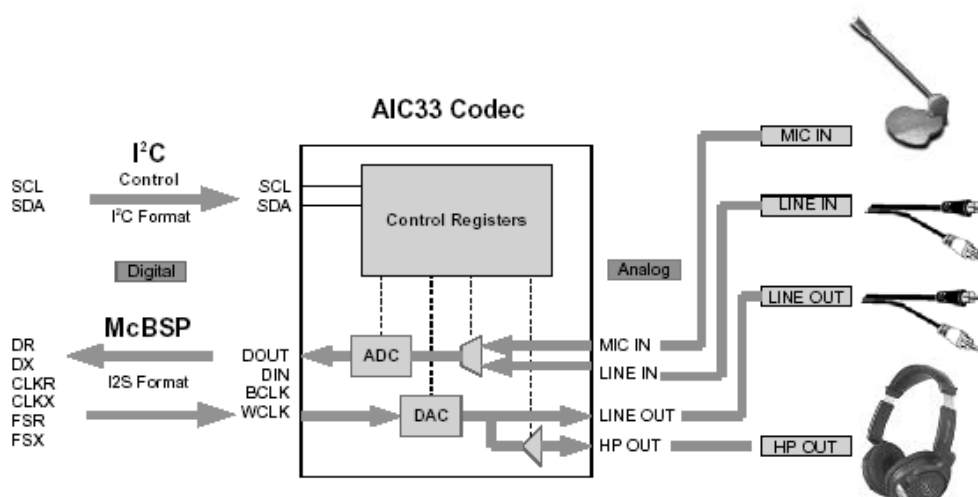 AIC33 Codec
I²C
Control
SCL
SDA
I²C Format
SCL
SDA
Control Registers
MIC IN
LINE IN
Digital
Analog
LINE OUT
McBSP
DR
DX
CLKR
CLKX
FSR
FSX
I2S Format
DOUT
DIN
BCLK
WCLK
ADC
DAC
MIC IN
LINE IN
LINE OUT
HP OUT
HP OUT